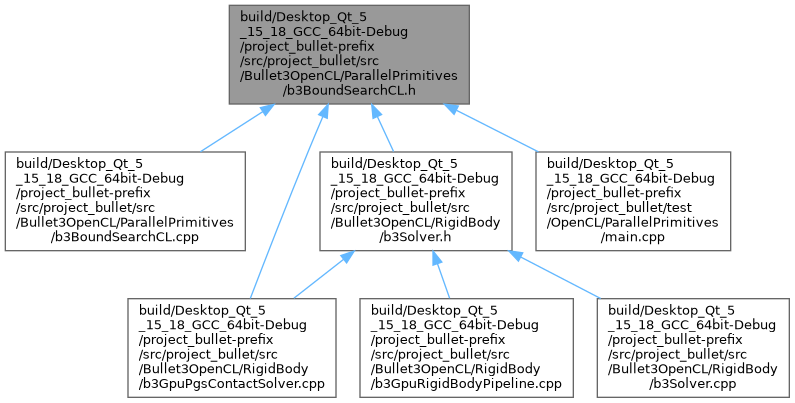 build/Desktop_Qt_5
_15_18_GCC_64bit-Debug
/project_bullet-prefix
/src/project_bullet/src
/Bullet3OpenCL/ParallelPrimitives
/b3BoundSearchCL.h
build/Desktop_Qt_5
_15_18_GCC_64bit-Debug
/project_bullet-prefix
/src/project_bullet/src
/Bullet3OpenCL/ParallelPrimitives
/b3BoundSearchCL.cpp
build/Desktop_Qt_5
_15_18_GCC_64bit-Debug
/project_bullet-prefix
/src/project_bullet/src
/Bullet3OpenCL/RigidBody
/b3Solver.h
build/Desktop_Qt_5
_15_18_GCC_64bit-Debug
/project_bullet-prefix
/src/project_bullet/test
/OpenCL/ParallelPrimitives
/main.cpp
build/Desktop_Qt_5
_15_18_GCC_64bit-Debug
/project_bullet-prefix
/src/project_bullet/src
/Bullet3OpenCL/RigidBody
/b3GpuPgsContactSolver.cpp
build/Desktop_Qt_5
_15_18_GCC_64bit-Debug
/project_bullet-prefix
/src/project_bullet/src
/Bullet3OpenCL/RigidBody
/b3GpuRigidBodyPipeline.cpp
build/Desktop_Qt_5
_15_18_GCC_64bit-Debug
/project_bullet-prefix
/src/project_bullet/src
/Bullet3OpenCL/RigidBody
/b3Solver.cpp